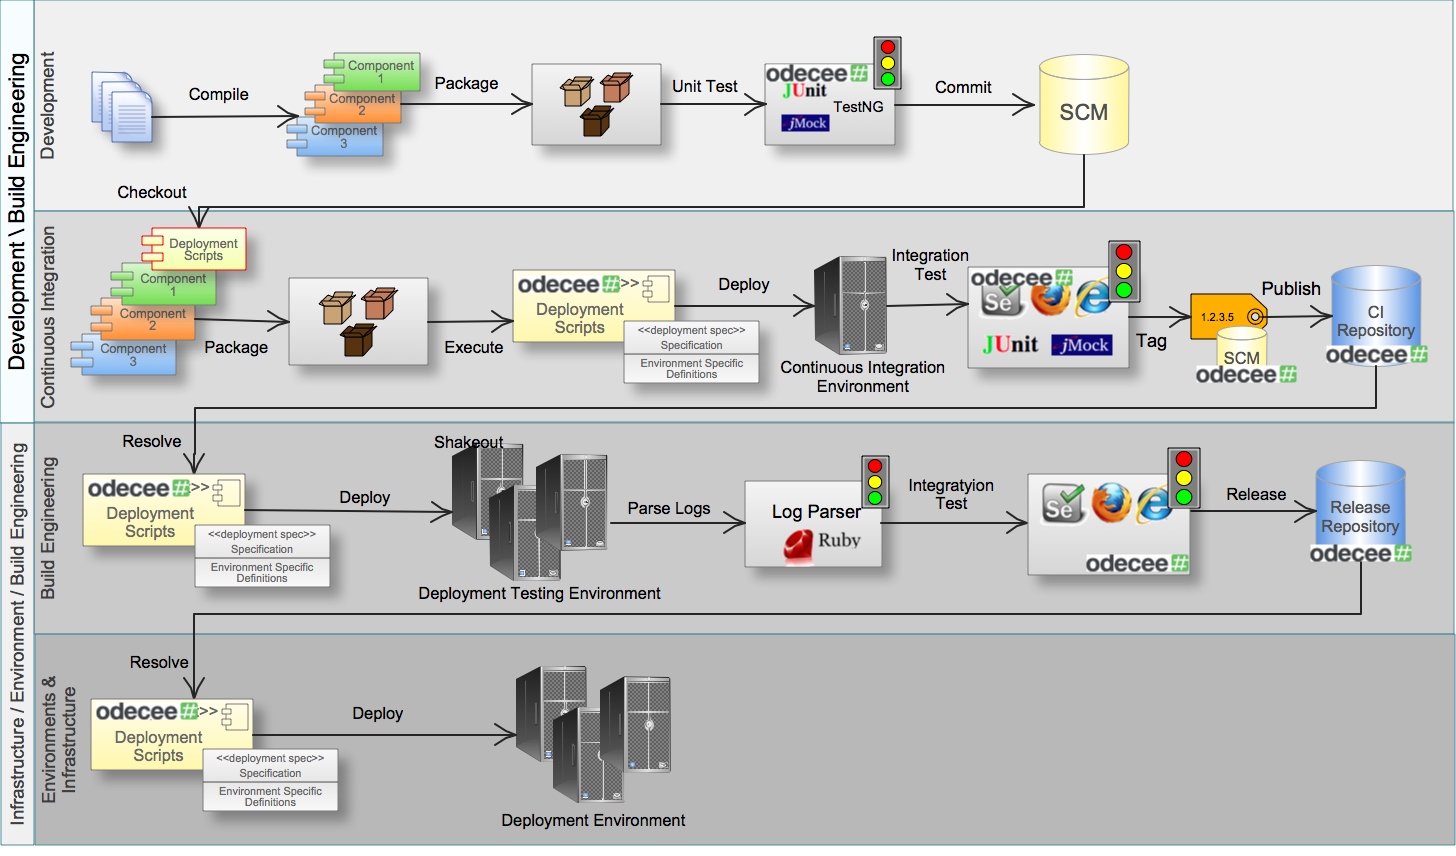 Development \ Build Engineering
Development
Compile
Component
1
Component
2
Component
3
Package
Unit Test
odecee#
JUnit
TestNG
jMock
Commit
SCM
Checkout
Continuous Integration
Deployment
Scripts
Component
1
Component
2
Component
3
Package
Execute
odecee#>>
Deployment
Scripts
<<deployment spec>>
Specification
Environment Specific
Definitions
Deploy
Continuous Integration
Environment
Integration
Test
odecee#
Se
JUnit
jMock
Tag
1.2.3.5
SCM
odecee#
Publish
CI
Repository
odecee#
Infrastructure / Environment / Build Engineering
Build Engineering
Resolve
odecee#>>
Deployment
Scripts
<<deployment spec>>
Specification
Environment Specific
Definitions
Deploy
Shakeout
Deployment Testing Environment
Parse Logs
Log Parser
Ruby
Integratyion
Test
Se
odecee#
Release
Release
Repository
odecee#
Environments &
Infrastructure
Resolve
odecee#>>
Deployment
Scripts
<<deployment spec>>
Specification
Environment Specific
Definitions
Deploy
Deployment Environment